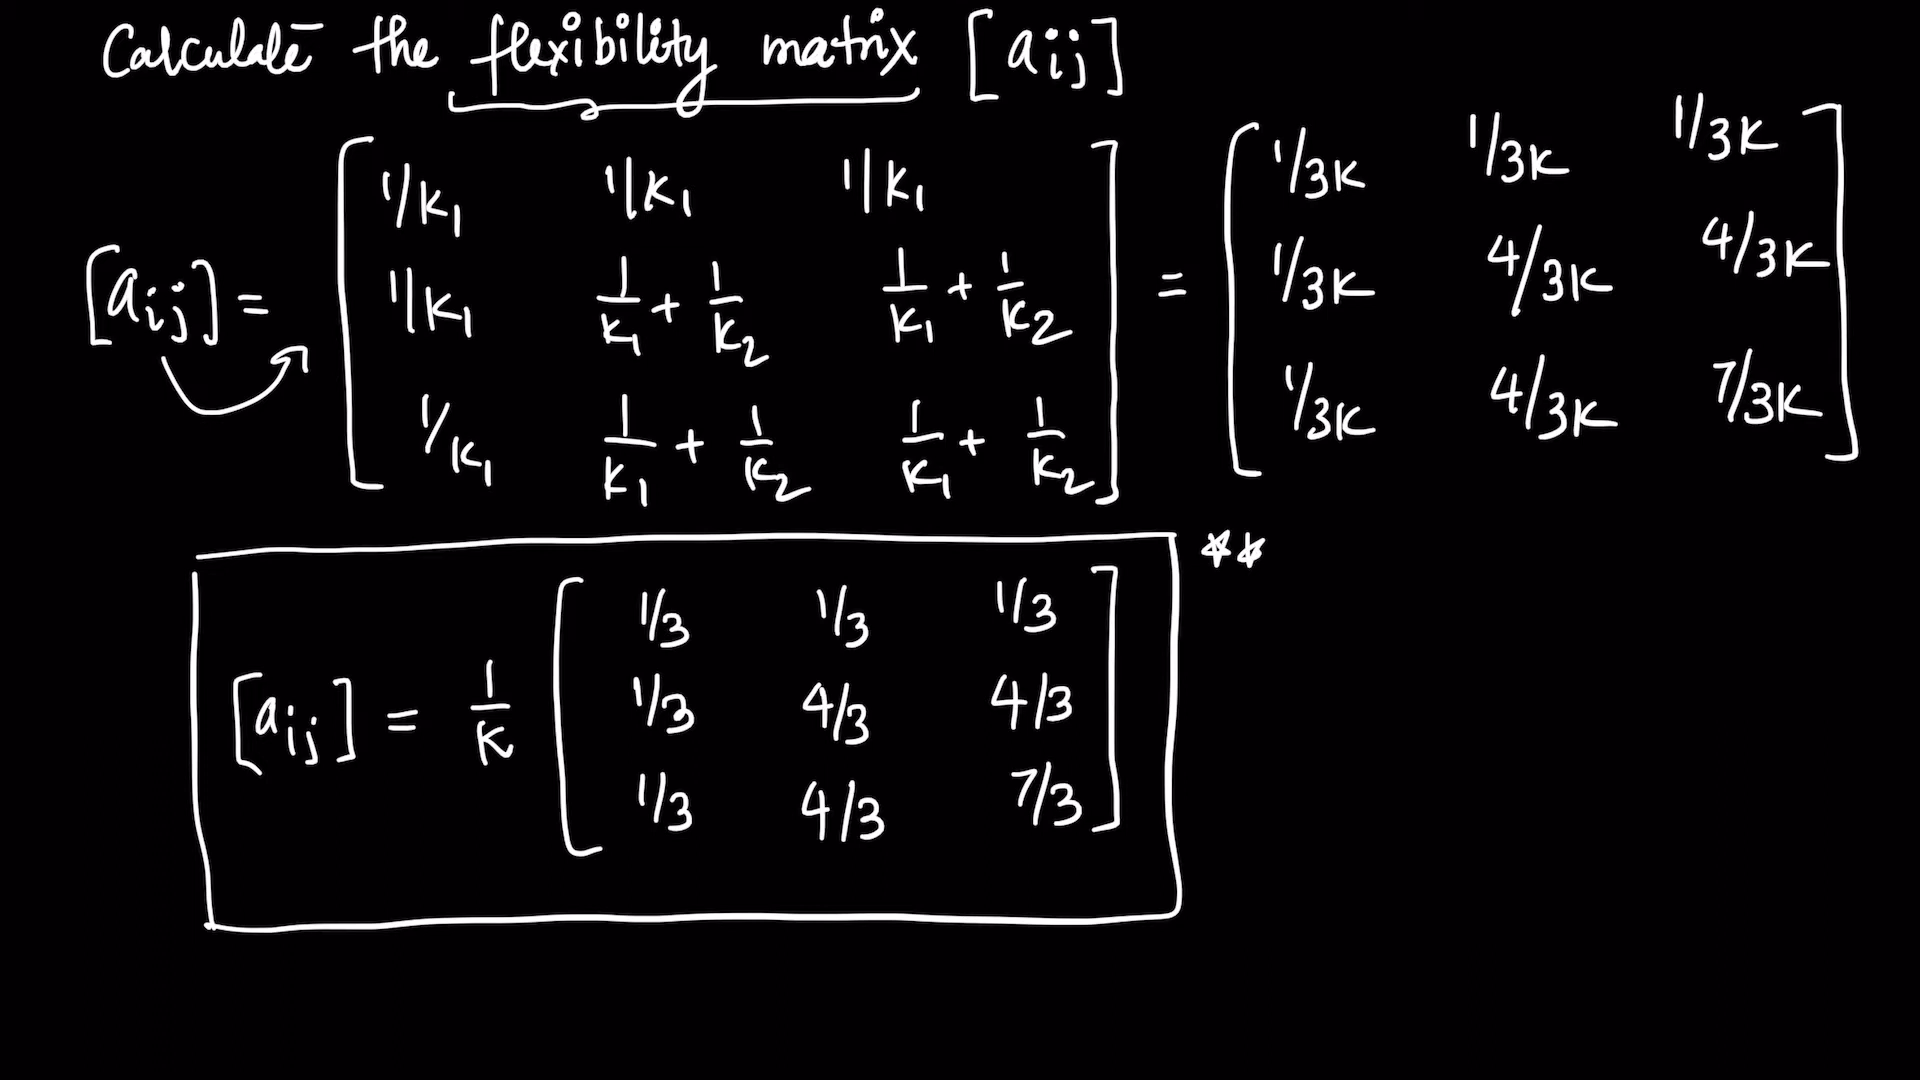 Calculate the flexibility matrix [aij]
[aij] = [ 1/K1 1/K1 1/K1 ] = [ 1/3K 1/3K 1/3K ]
[ 1/K1 1/K1 + 1/K2 1/K1 + 1/K2 ] [ 1/3K 4/3K 4/3K ]
[ 1/K1 1/K1 + 1/K2 1/K1 + 1/K2 ] [ 1/3K 4/3K 7/3K ]
**
[aij] = 1/K [ 1/3 1/3 1/3 ]
[ 1/3 4/3 4/3 ]
[ 1/3 4/3 7/3 ]